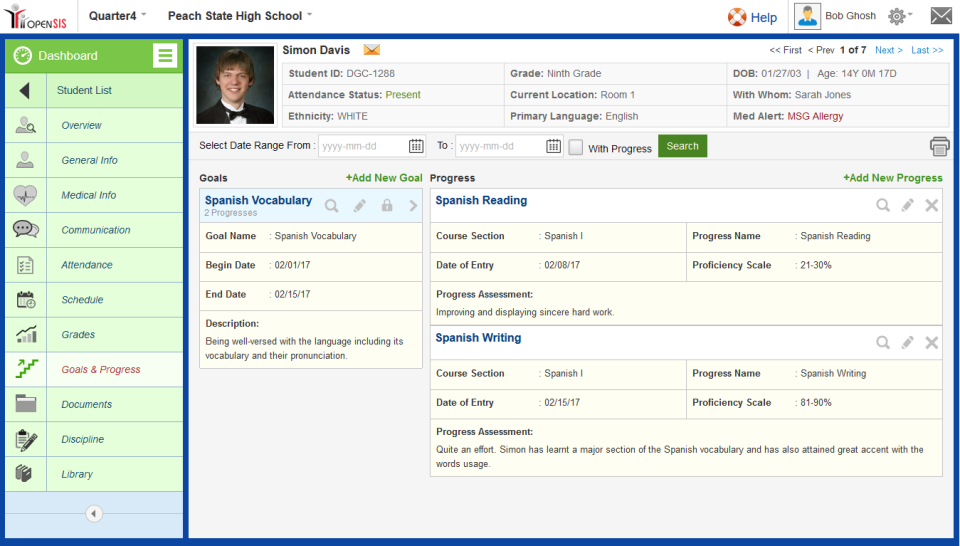 OPENSIS
Quarter4
Peach State High School
Help
Bob Ghosh
Dashboard
Student List
Overview
General Info
Medical Info
Communication
Attendance
Schedule
Grades
Goals & Progress
Documents
Discipline
Library
Simon Davis
<< First < Prev 1 of 7 Next > Last >>
Student ID: DGC-1288 Grade: Ninth Grade DOB: 01/27/03 | Age: 14Y 0M 17D
Attendance Status: Present Current Location: Room 1 With Whom: Sarah Jones
Ethnicity: WHITE Primary Language: English Med Alert: MSG Allergy
Select Date Range From : yyyy-mm-dd To : yyyy-mm-dd With Progress Search
Goals +Add New Goal
Spanish Vocabulary
2 Progresses
Goal Name : Spanish Vocabulary
Begin Date : 02/01/17
End Date : 02/15/17
Description:
Being well-versed with the language including its
vocabulary and their pronunciation.
Progress +Add New Progress
Spanish Reading
Course Section : Spanish I Progress Name : Spanish Reading
Date of Entry : 02/08/17 Proficiency Scale : 21-30%
Progress Assessment:
Improving and displaying sincere hard work.
Spanish Writing
Course Section : Spanish I Progress Name : Spanish Writing
Date of Entry : 02/15/17 Proficiency Scale : 81-90%
Progress Assessment:
Quite an effort. Simon has learnt a major section of the Spanish vocabulary and has also attained great accent with the
words usage.